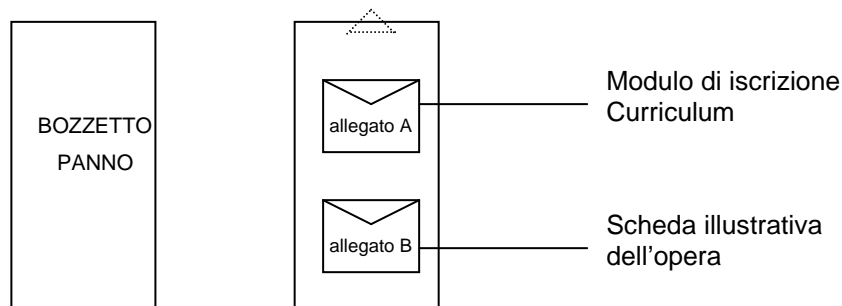 BOZZETTO
PANNO
allegato A
Modulo di iscrizione
Curriculum
allegato B
Scheda illustrativa
dell’opera